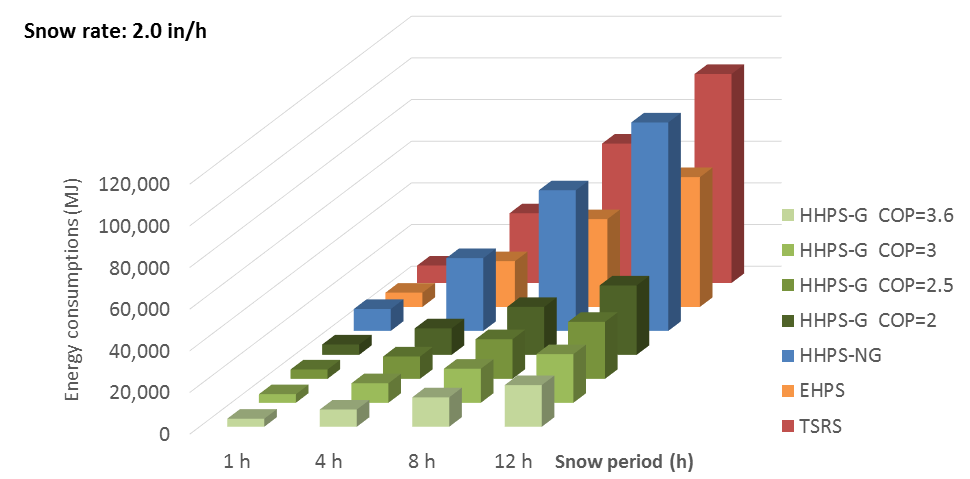 Snow rate: 2.0 in/h
Energy consumptions (MJ)
120,000
100,000
80,000
60,000
40,000
20,000
0
1 h
4 h
8 h
12 h
Snow period (h)
HHPS-G COP=3.6
HHPS-G COP=3
HHPS-G COP=2.5
HHPS-G COP=2
HHPS-NG
EHPS
TSRS